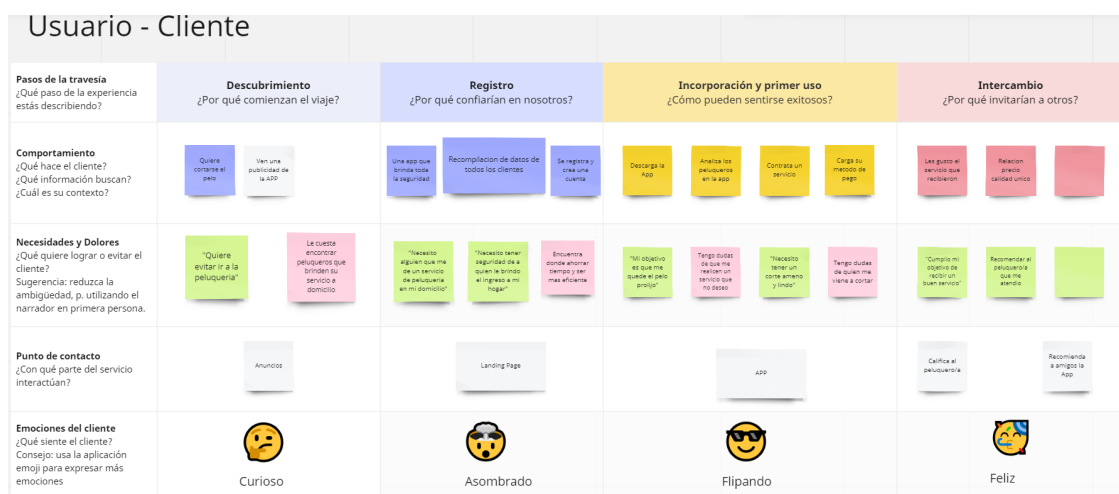 Usuario - Cliente
Pasos de la travesía
¿Qué paso de la experiencia
estás describiendo?
Descubrimiento
¿Por qué comienzan el viaje?
Registro
¿Por qué confiarían en nosotros?
Incorporación y primer uso
¿Cómo pueden sentirse exitosos?
Intercambio
¿Por qué invitarían a otros?
Comportamiento
¿Qué hace el cliente?
¿Qué información buscan?
¿Cuál es su contexto?
Quiere
cortarse el
pelo
Ven una
publicidad de
la APP
Una app que
brinda toda
la seguridad
Recompilacion de datos de
todos los clientes
Se registra y
crea una
cuenta
Descarga la
App
Analiza los
peluqueros
en la app
Contrata un
servicio
Carga su
metodo de
pego
Les gusto el
servicio que
recibieron
Relacion
precio
calidad unico
Necesidades y Dolores
¿Qué quiere lograr o evitar el
cliente?
Sugerencia: reduzca la
ambigüedad, p. utilizando el
narrador en primera persona.
"Quiere
evitar ir a la
peluqueria"
Le cuesta
encontrar
peluqueros que
brinden su
servicio a
domicilio
"Necesito
alguien que me
de un servicio
de peluqueria
en mi domicilio"
"Necesito tener
seguridad de a
quien le brindo
el ingreso a mi
hogar"
Encuentra
donde ahorrar
tiempo y ser
mas eficiente
"Mi objetivo
es que me
quede el pelo
prolijo"
Tengo dudas
de que me
realicen un
servicio que
no deseo
"Necesito
tener un
corte ameno
y lindo"
Tengo dudas
de quien me
viene a cortar
"Cumplio mi
objetivo de
recibir un
buen servicio"
Recomendar al
peluquero/a
que me
atendio
Punto de contacto
¿Con qué parte del servicio
interactúan?
Anuncios
Landing Page
APP
Califica al
peluquero/a
Recomienda
a amigos la
App
Emociones del cliente
¿Qué siente el cliente?
Consejo: usa la aplicación
emoji para expresar más
emociones
Curioso
Asombrado
Flipando
Feliz